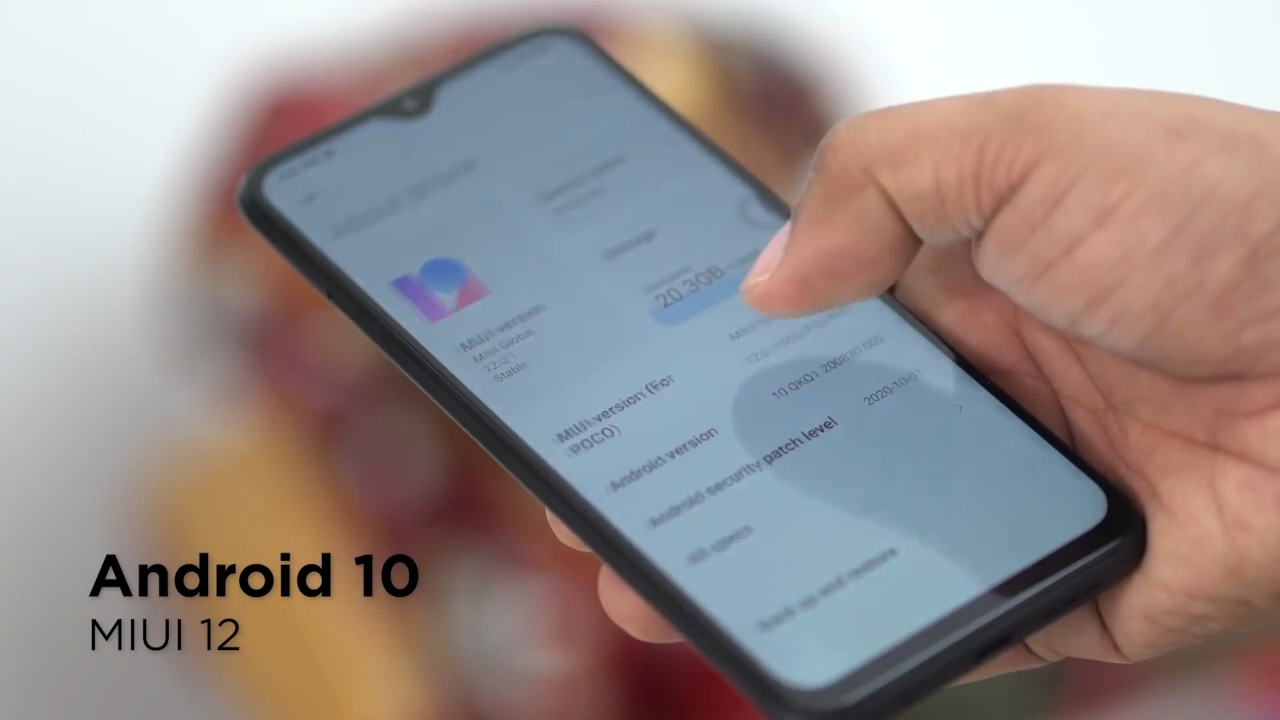 About phone
Storage
20.3GB
MIUI version
MIUI Global
12.0.1
Stable
MIUI version (For
POCO)
Android version
10 QKQ1.200830.002
Android security patch level
2020-10-01
All specs
Back up and restore
Android 10
MIUI 12